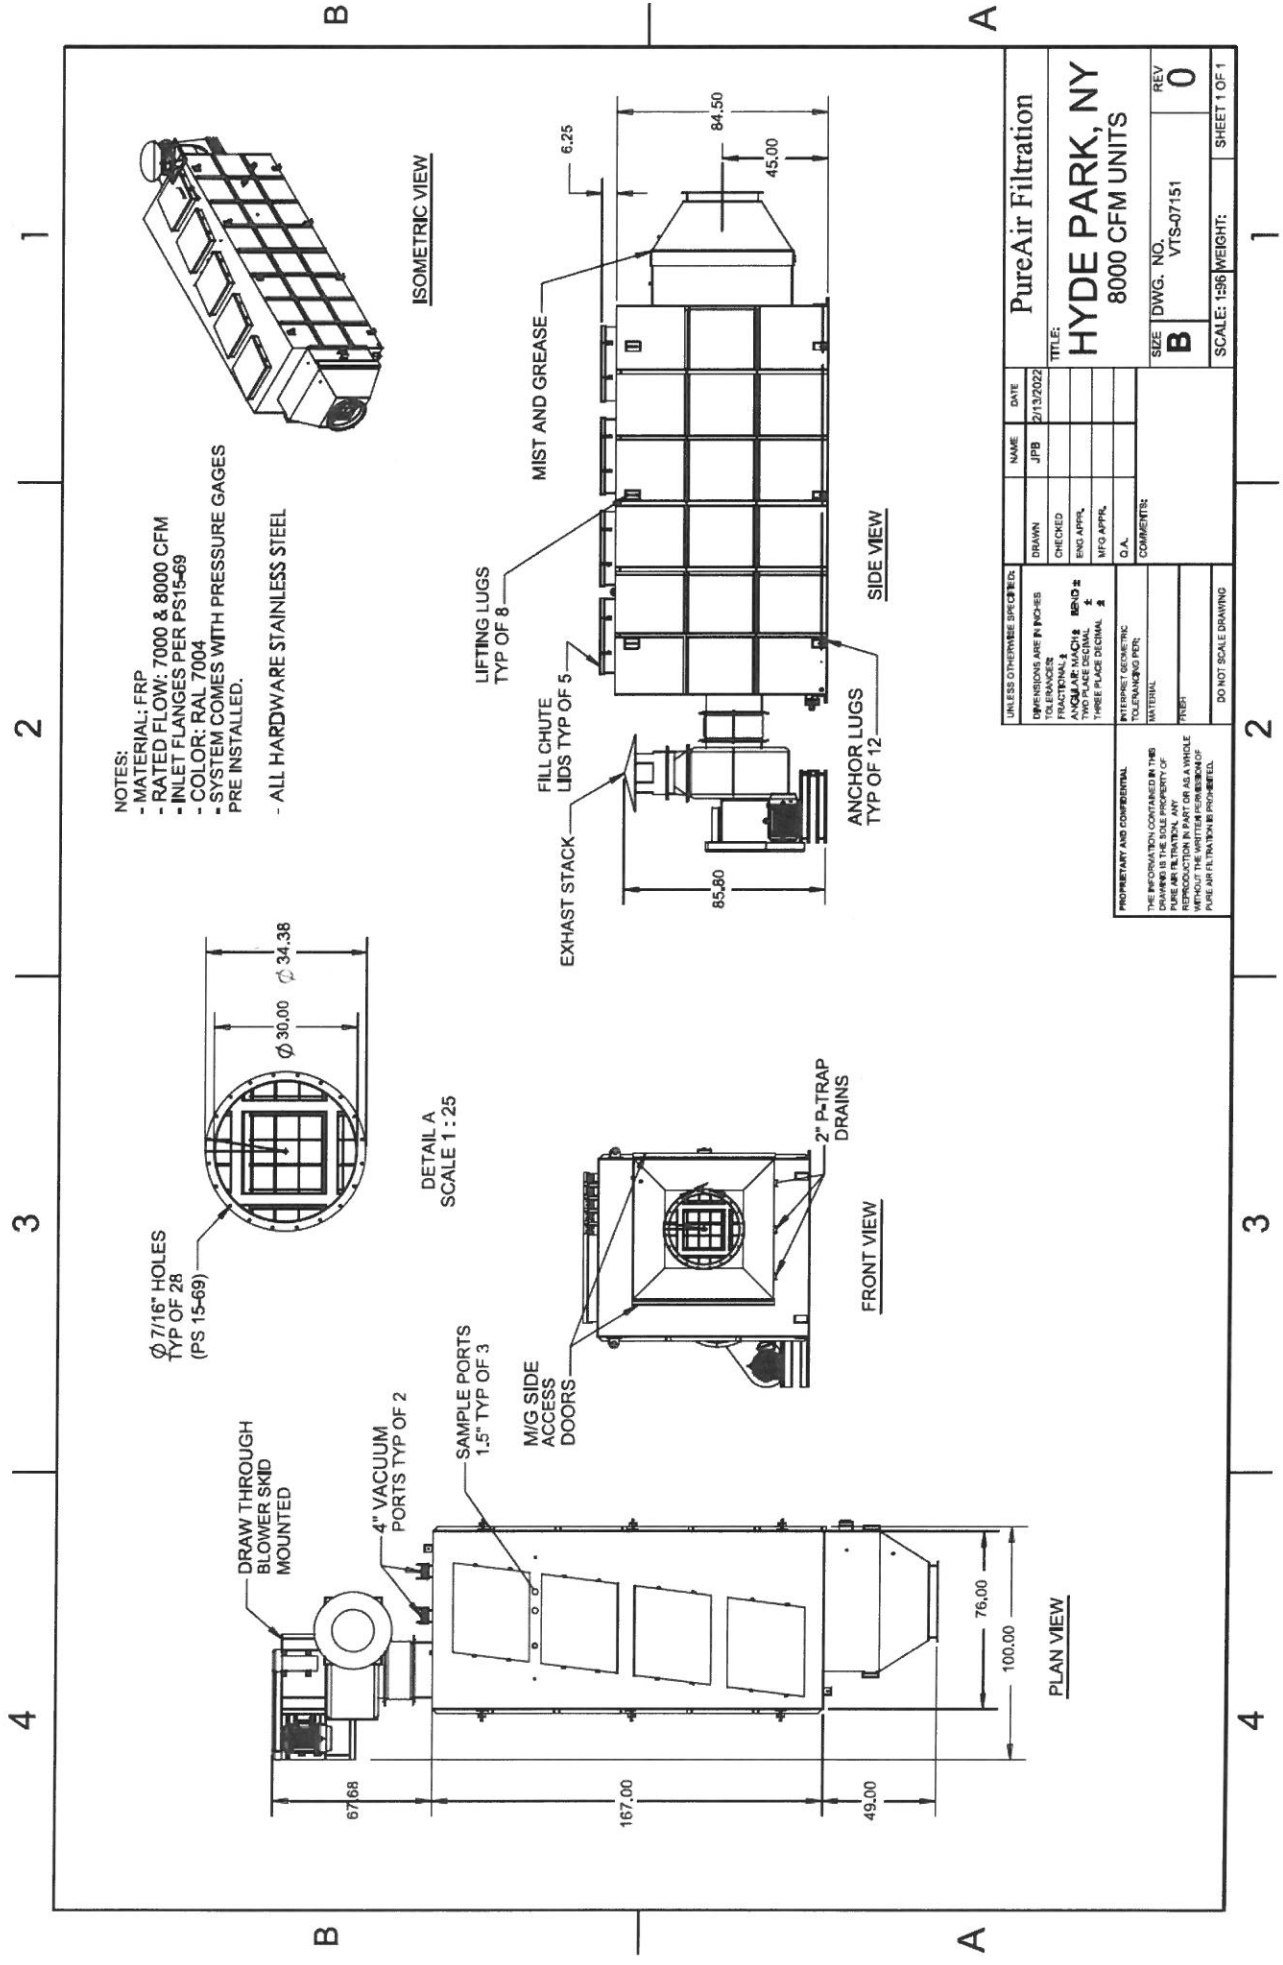 4
3
2
1
B
B
A
A
4
3
2
1
NOTES:
- MATERIAL: FRP
- RATED FLOW: 7000 & 8000 CFM
- INLET FLANGES PER PS15-69
- COLOR: RAL 7004
- SYSTEM COMES WITH PRESSURE GAGES
PRE INSTALLED.
- ALL HARDWARE STAINLESS STEEL
ISOMETRIC VIEW
Ø 7/16" HOLES
TYP OF 28
(PS 15-69)
Ø 30.00
Ø 34.38
DETAIL A
SCALE 1 : 25
DRAW THROUGH
BLOWER SKID
MOUNTED
4" VACUUM
PORTS TYP OF 2
SAMPLE PORTS
1.5" TYP OF 3
67.68
167.00
49.00
76.00
100.00
PLAN VIEW
M/G SIDE
ACCESS
DOORS
A
2" P-TRAP
DRAINS
FRONT VIEW
EXHAST STACK
FILL CHUTE
LIDS TYP OF 5
LIFTING LUGS
TYP OF 8
MIST AND GREASE
6.25
84.50
45.00
85.80
ANCHOR LUGS
TYP OF 12
SIDE VIEW
PROPRIETARY AND CONFIDENTIAL
THE INFORMATION CONTAINED IN THIS
DRAWING IS THE SOLE PROPERTY OF
PURE AIR FILTRATION. ANY
REPRODUCTION IN PART OR AS A WHOLE
WITHOUT THE WRITTEN PERMISSION OF
PURE AIR FILTRATION IS PROHIBITED.
UNLESS OTHERWISE SPECIFIED:
DIMENSIONS ARE IN INCHES
TOLERANCES:
FRACTIONAL ±
ANGULAR: MACH ± BEND ±
TWO PLACE DECIMAL ±
THREE PLACE DECIMAL ±
INTERPRET GEOMETRIC
TOLERANCING PER:
MATERIAL
FINISH
DO NOT SCALE DRAWING
NAME DATE
DRAWN JPB 2/13/2022
CHECKED
ENG APPR.
MFG APPR.
Q.A.
COMMENTS:
PureAir Filtration
TITLE:
HYDE PARK, NY
8000 CFM UNITS
SIZE DWG. NO. REV
B VTS-07151 0
SCALE: 1:96 WEIGHT: SHEET 1 OF 1